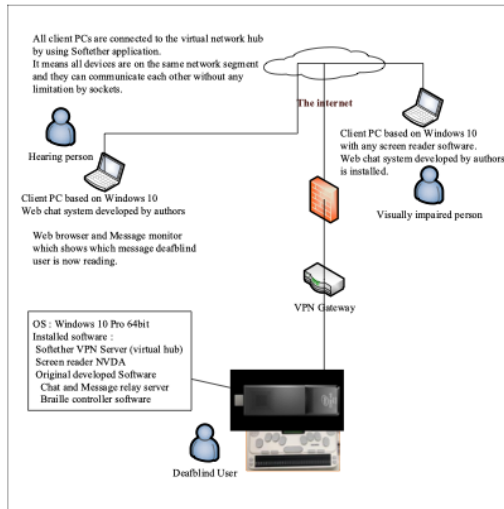 All client PCs are connected to the virtual network hub
by using Softether application.
It means all devices are on the same network segment
and they can communicate each other without any
limitation by sockets.
The internet
Hearing person
Client PC based on Windows 10
Web chat system developed by authors
Web browser and Message monitor
which shows which message deafblind
user is now reading.
Client PC based on Windows 10
with any screen reader software.
Web chat system developed by authors
is installed.
Visually impaired person
VPN Gateway
OS : Windows 10 Pro 64bit
Installed software :
Softether VPN Server (virtual hub)
Screen reader NVDA
Original developed Software
Chat and Message relay server
Braille controller software
Deafblind User